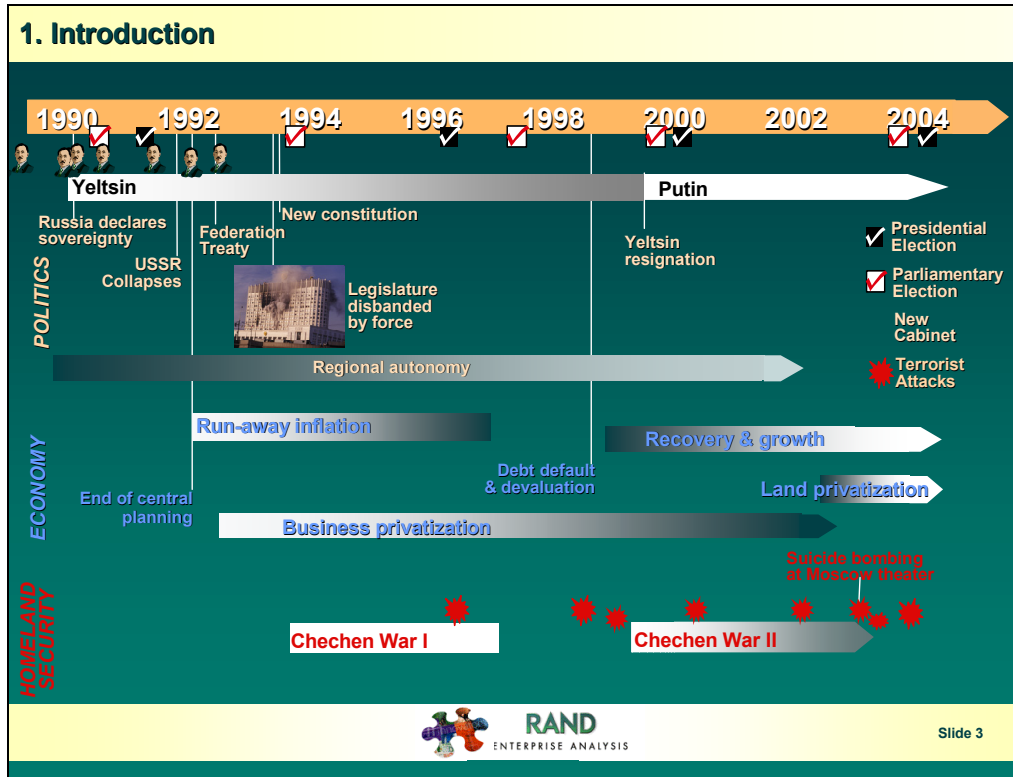 1. Introduction
1990 1992 1994 1996 1998 2000 2002 2004
Yeltsin
Putin
Russia declares
sovereignty
USSR
Collapses
Federation
Treaty
New constitution
Legislature
disbanded
by force
Yeltsin
resignation
Presidential
Election
Parliamentary
Election
New
Cabinet
Terrorist
Attacks
POLITICS
Regional autonomy
ECONOMY
Run-away inflation
Recovery & growth
End of central
planning
Debt default
& devaluation
Land privatization
Business privatization
HOMELAND
SECURITY
Suicide bombing
at Moscow theater
Chechen War I
Chechen War II
RAND
ENTERPRISE ANALYSIS
Slide 3